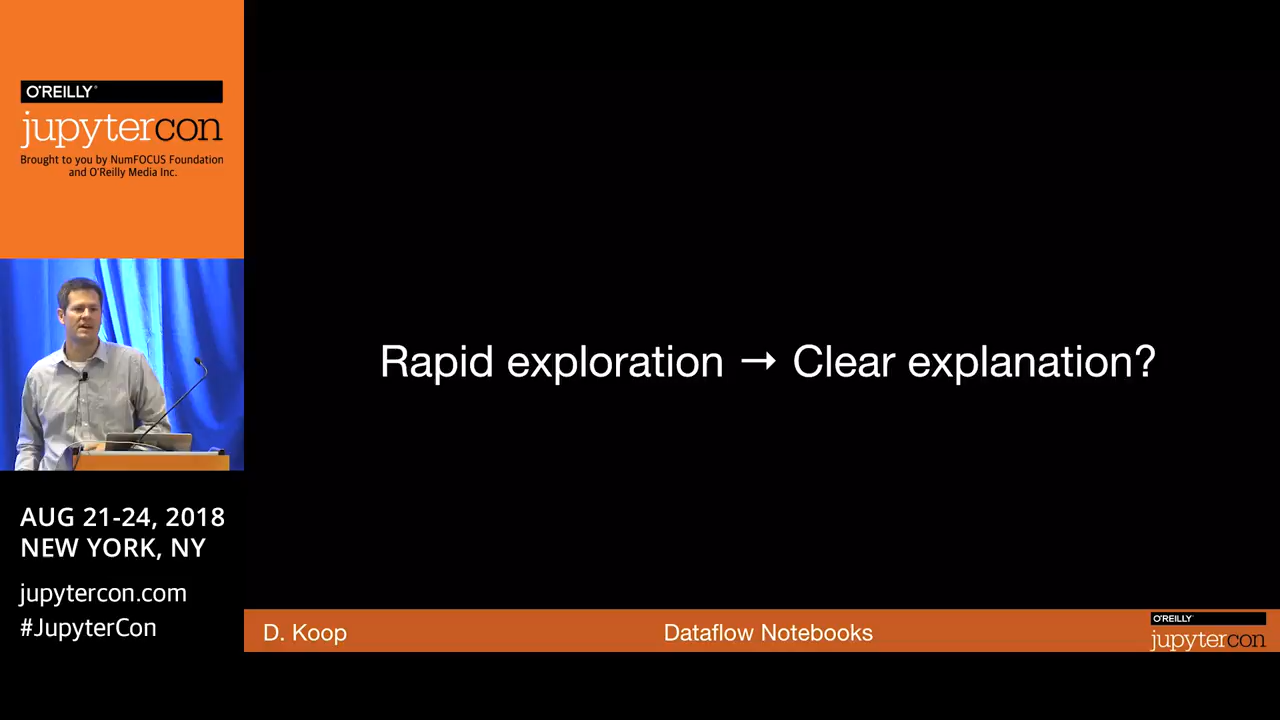 O'REILLY®
jupytercon
Brought to you by NumFOCUS Foundation
and O'Reilly Media Inc.
AUG 21-24, 2018
NEW YORK, NY
jupytercon.com
#JupyterCon
Rapid exploration → Clear explanation?
D. Koop
Dataflow Notebooks
O'REILLY®
jupytercon